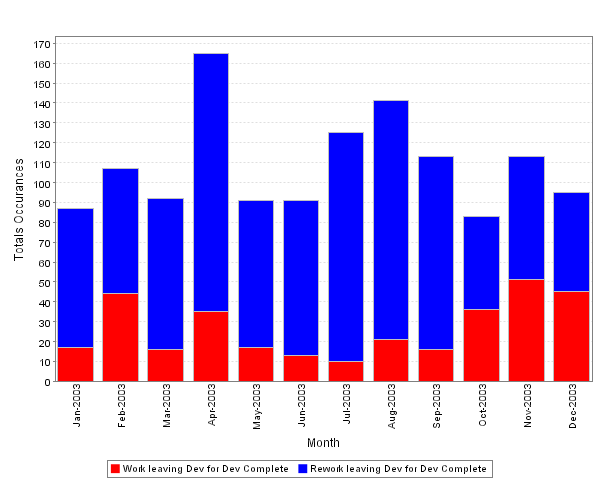 170
160
150
140
130
120
110
100
90
80
70
60
50
40
30
20
10
0
Totals Occurances
Jan-2003
Feb-2003
Mar-2003
Apr-2003
May-2003
Jun-2003
Jul-2003
Aug-2003
Sep-2003
Oct-2003
Nov-2003
Dec-2003
Month
Work leaving Dev for Dev Complete
Rework leaving Dev for Dev Complete